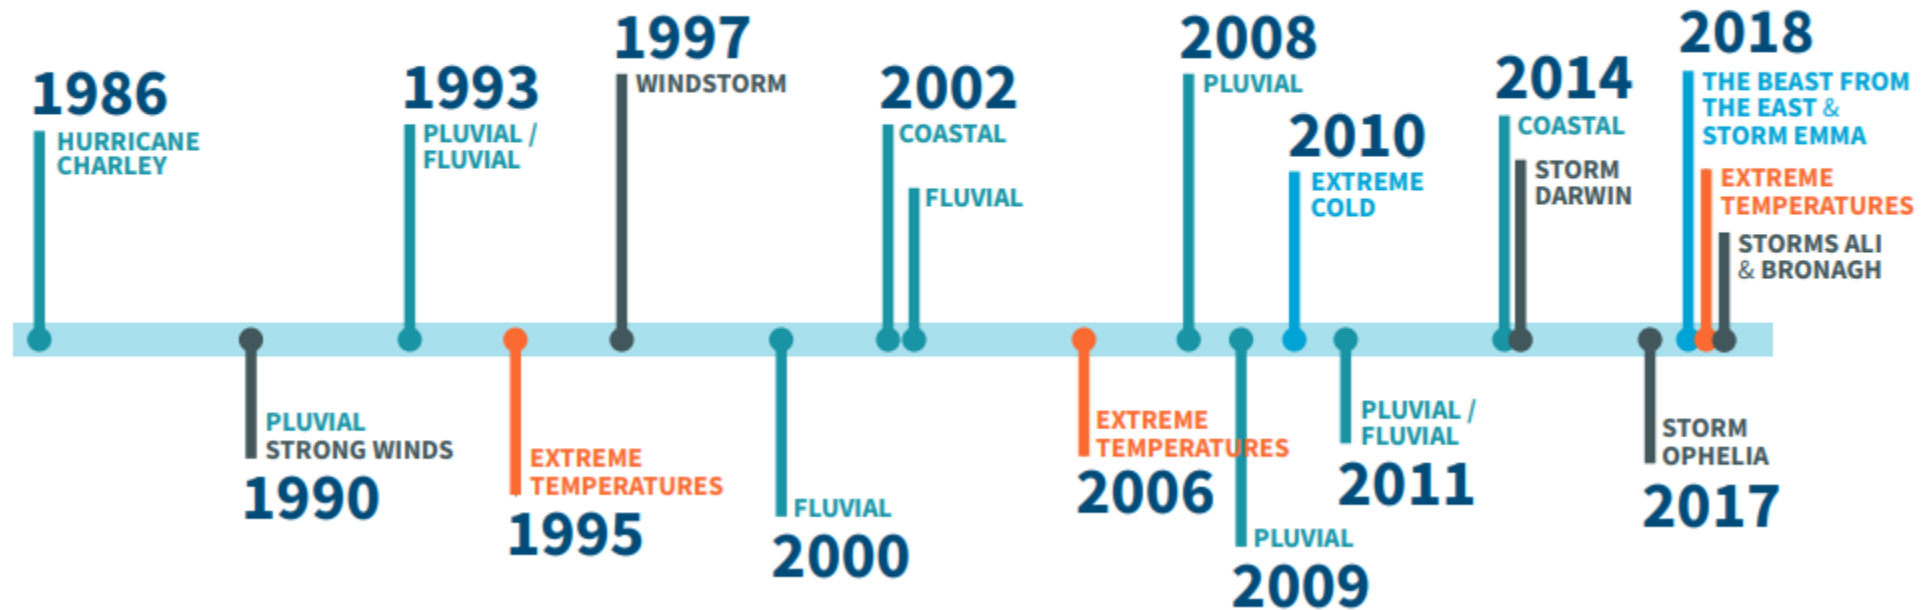 1986
HURRICANE
CHARLEY
PLUVIAL
STRONG WINDS
1990
1993
PLUVIAL /
FLUVIAL
EXTREME
TEMPERATURES
1995
1997
WINDSTORM
FLUVIAL
2000
2002
COASTAL
FLUVIAL
EXTREME
TEMPERATURES
2006
2008
PLUVIAL
PLUVIAL
2009
2010
EXTREME
COLD
PLUVIAL /
FLUVIAL
2011
2014
COASTAL
STORM
DARWIN
STORM
OPHELIA
2017
2018
THE BEAST FROM
THE EAST &
STORM EMMA
EXTREME
TEMPERATURES
STORMS ALI
& BRONAGH